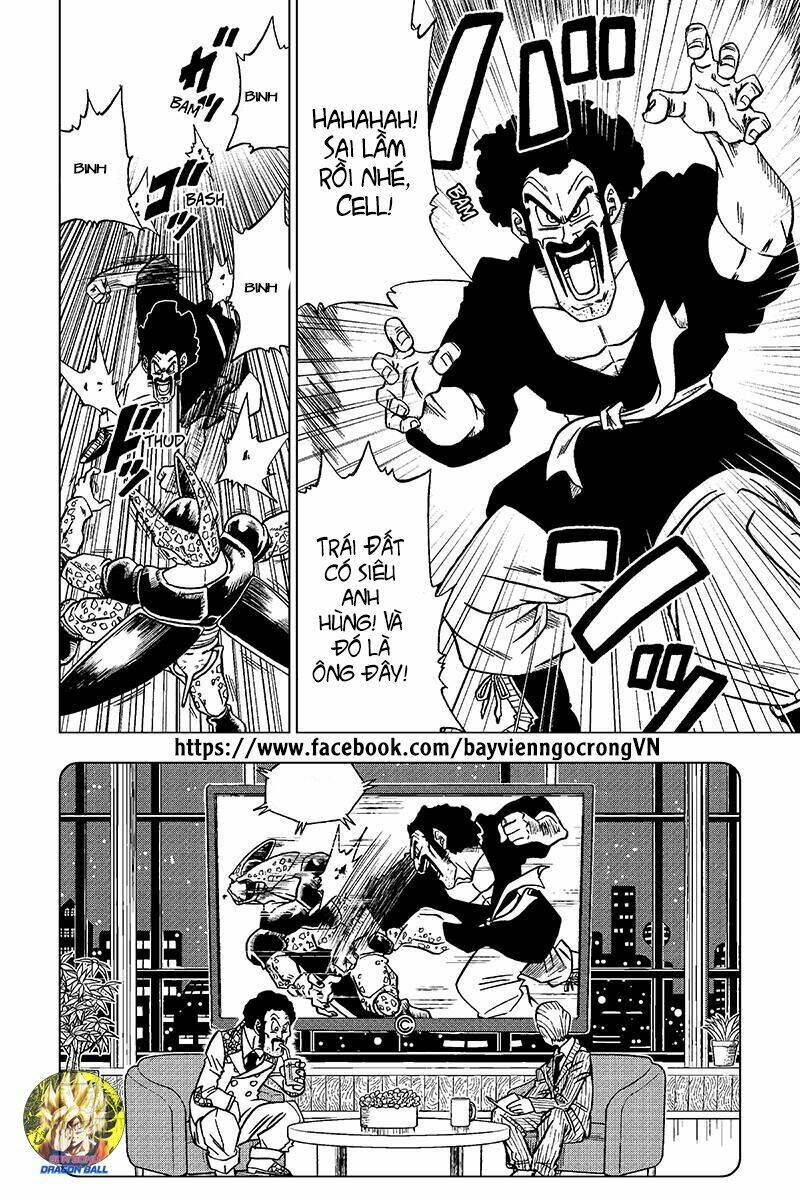 HAHAHAH!
SAI LẦM
RỒI NHÉ,
CELL!
BAM
TRÁI ĐẤT
CÓ SIÊU
ANH
HÙNG! VÀ
ĐÓ LÀ
ÔNG ĐÂY!
BINH
BAM
BINH
BASH
BINH
THUD
ガ
ゴ
ド
https://www.facebook.com/bayvienngocrongVN
©
DRAGON BALL